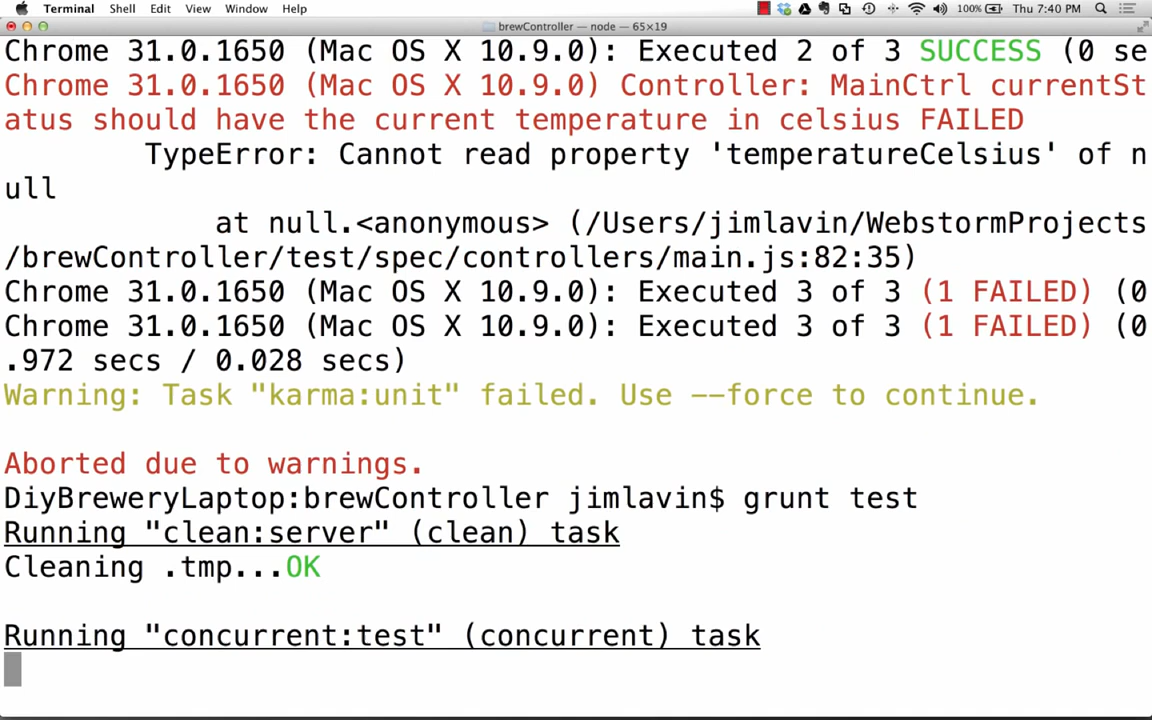 Terminal Shell Edit View Window Help 100% Thu 7:40 PM
brewController — node — 65×19
Chrome 31.0.1650 (Mac OS X 10.9.0): Executed 2 of 3 SUCCESS (0 se
Chrome 31.0.1650 (Mac OS X 10.9.0) Controller: MainCtrl currentSt
atus should have the current temperature in celsius FAILED
TypeError: Cannot read property 'temperatureCelsius' of n
ull
at null.<anonymous> (/Users/jimlavin/WebstormProjects
/brewController/test/spec/controllers/main.js:82:35)
Chrome 31.0.1650 (Mac OS X 10.9.0): Executed 3 of 3 (1 FAILED) (0
Chrome 31.0.1650 (Mac OS X 10.9.0): Executed 3 of 3 (1 FAILED) (0
.972 secs / 0.028 secs)
Warning: Task "karma:unit" failed. Use --force to continue.
Aborted due to warnings.
DiyBreweryLaptop:brewController jimlavin$ grunt test
Running "clean:server" (clean) task
Cleaning .tmp...OK
Running "concurrent:test" (concurrent) task